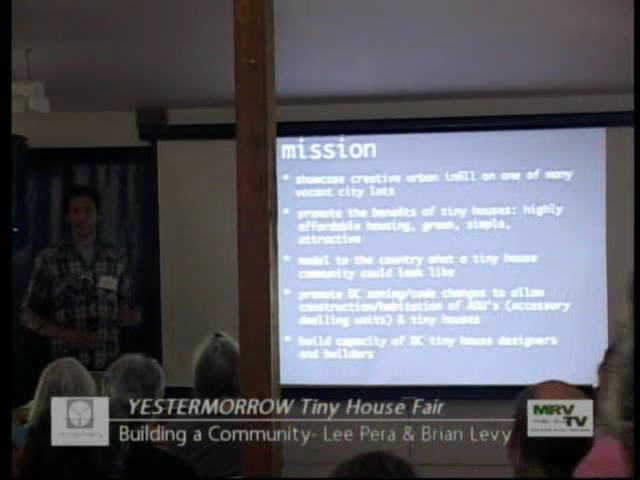 mission
* showcase creative urban infill on one of many
vacant city lots
* promote the benefits of tiny houses: highly
affordable housing, green, simple,
attractive
* model to the country what a tiny house
community could look like
* promote DC zoning/code changes to allow
construction/habitation of ADU's (accessory
dwelling units) & tiny houses
* build capacity of DC tiny house designers
and builders
YESTERMORROW Tiny House Fair
Building a Community- Lee Pera & Brian Levy
MRV
TV